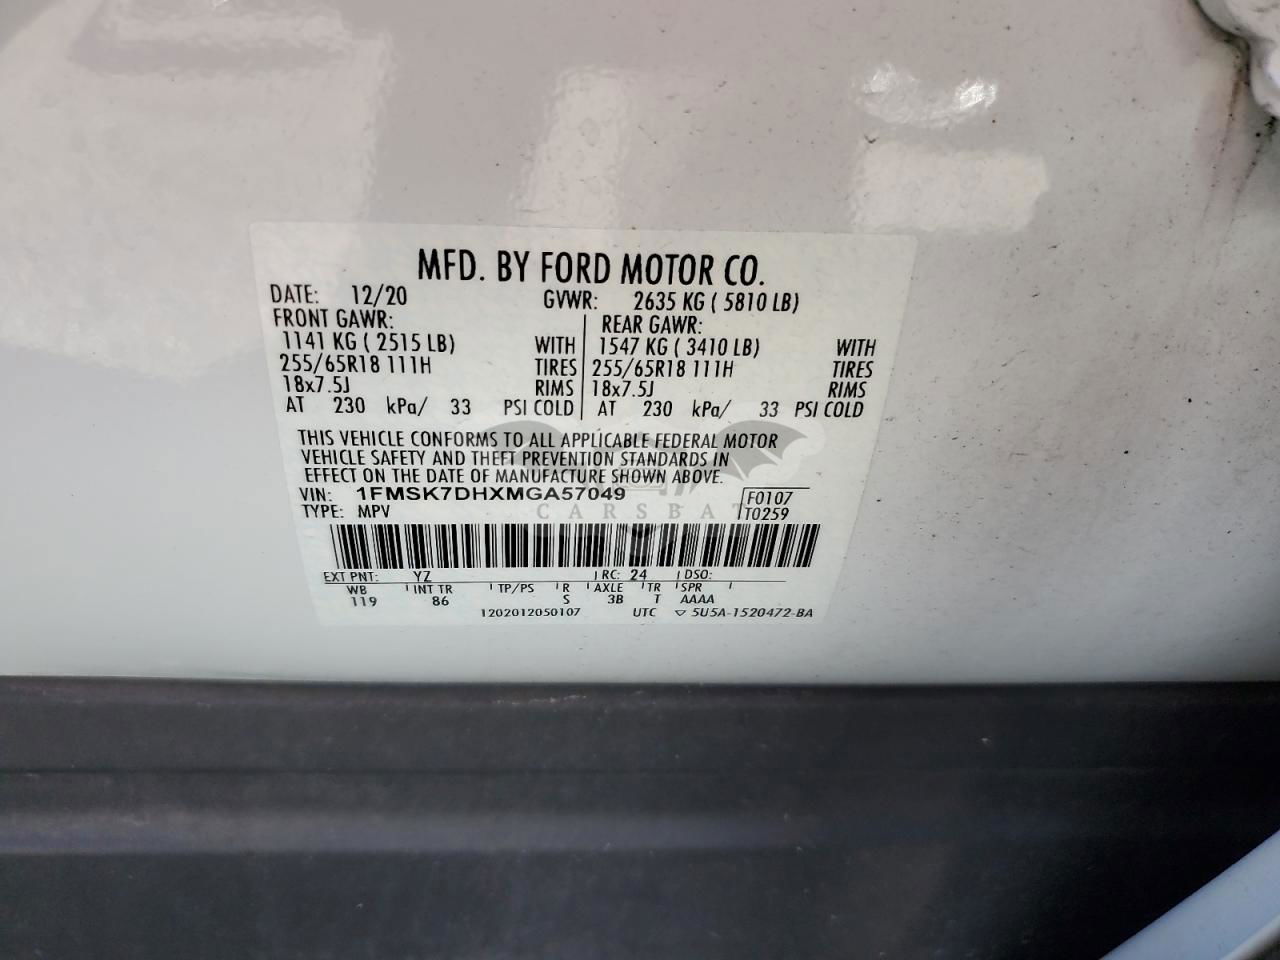 MFD. BY FORD MOTOR CO.
DATE: 12/20 GVWR: 2635 KG ( 5810 LB)
FRONT GAWR: REAR GAWR:
1141 KG ( 2515 LB) WITH 1547 KG ( 3410 LB) WITH
255/65R18 111H TIRES 255/65R18 111H TIRES
18x7.5J RIMS 18x7.5J RIMS
AT 230 kPa/ 33 PSI COLD AT 230 kPa/ 33 PSI COLD
THIS VEHICLE CONFORMS TO ALL APPLICABLE FEDERAL MOTOR
VEHICLE SAFETY AND THEFT PREVENTION STANDARDS IN
EFFECT ON THE DATE OF MANUFACTURE SHOWN ABOVE.
VIN: 1FMSK7DHXMGA57049 F0107
TYPE: MPV T0259
CARSBAT
EXT PNT: YZ RC: 24 DSO:
WB INT TR TP/PS R AXLE TR SPR
119 86 S 3B T AAAA
1202012050107 UTC ▽ 5U5A-1520472-BA